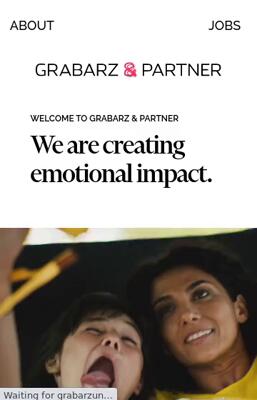 ABOUT JOBS
GRABARZ & PARTNER
WELCOME TO GRABARZ & PARTNER
We are creating
emotional impact.
Waiting for grabarzun...